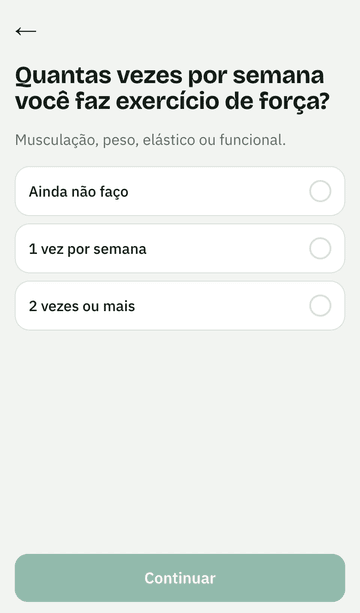 Quantas vezes por semana
você faz exercício de força?
Musculação, peso, elástico ou funcional.
Ainda não faço
1 vez por semana
2 vezes ou mais
Continuar